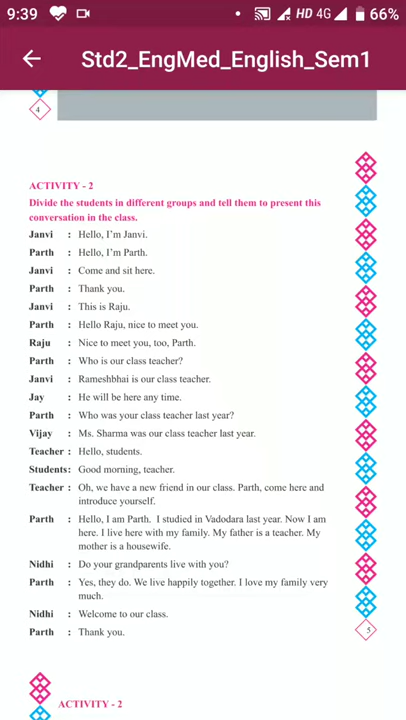 9:39 HD 4G 66%
Std2_EngMed_English_Sem1
4
ACTIVITY - 2
Divide the students in different groups and tell them to present this
conversation in the class.
Janvi : Hello, I'm Janvi.
Parth : Hello, I'm Parth.
Janvi : Come and sit here.
Parth : Thank you.
Janvi : This is Raju.
Parth : Hello Raju, nice to meet you.
Raju : Nice to meet you, too, Parth.
Parth : Who is our class teacher?
Janvi : Rameshbhai is our class teacher.
Jay : He will be here any time.
Parth : Who was your class teacher last year?
Vijay : Ms. Sharma was our class teacher last year.
Teacher : Hello, students.
Students : Good morning, teacher.
Teacher : Oh, we have a new friend in our class. Parth, come here and
introduce yourself.
Parth : Hello, I am Parth. I studied in Vadodara last year. Now I am
here. I live here with my family. My father is a teacher. My
mother is a housewife.
Nidhi : Do your grandparents live with you?
Parth : Yes, they do. We live happily together. I love my family very
much.
Nidhi : Welcome to our class.
Parth : Thank you.
5
ACTIVITY - 2